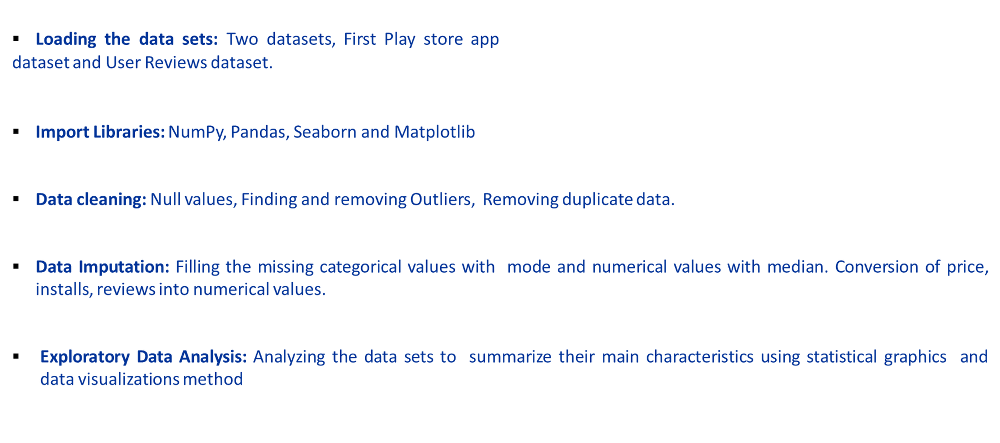 ▪ Loading the data sets: Two datasets, First Play store app
dataset and User Reviews dataset.
▪ Import Libraries: NumPy, Pandas, Seaborn and Matplotlib
▪ Data cleaning: Null values, Finding and removing Outliers, Removing duplicate data.
▪ Data Imputation: Filling the missing categorical values with mode and numerical values with median. Conversion of price,
installs, reviews into numerical values.
▪ Exploratory Data Analysis: Analyzing the data sets to summarize their main characteristics using statistical graphics and
data visualizations method